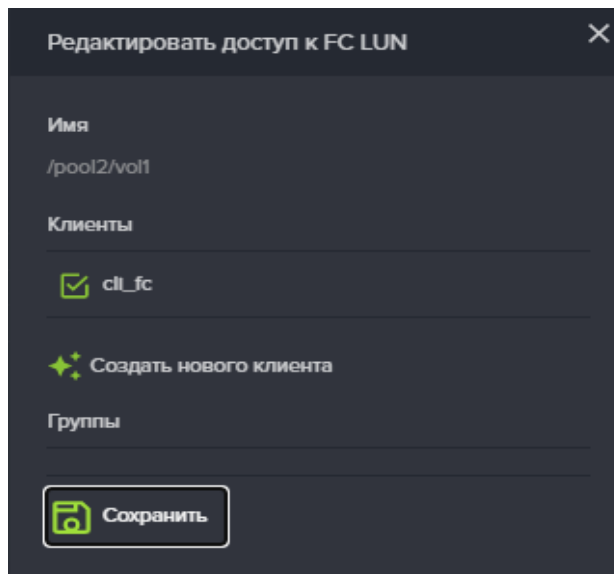 Редактировать доступ к FC LUN
Имя
/pool2/vol1
Клиенты
cli_fc
Создать нового клиента
Группы
Сохранить